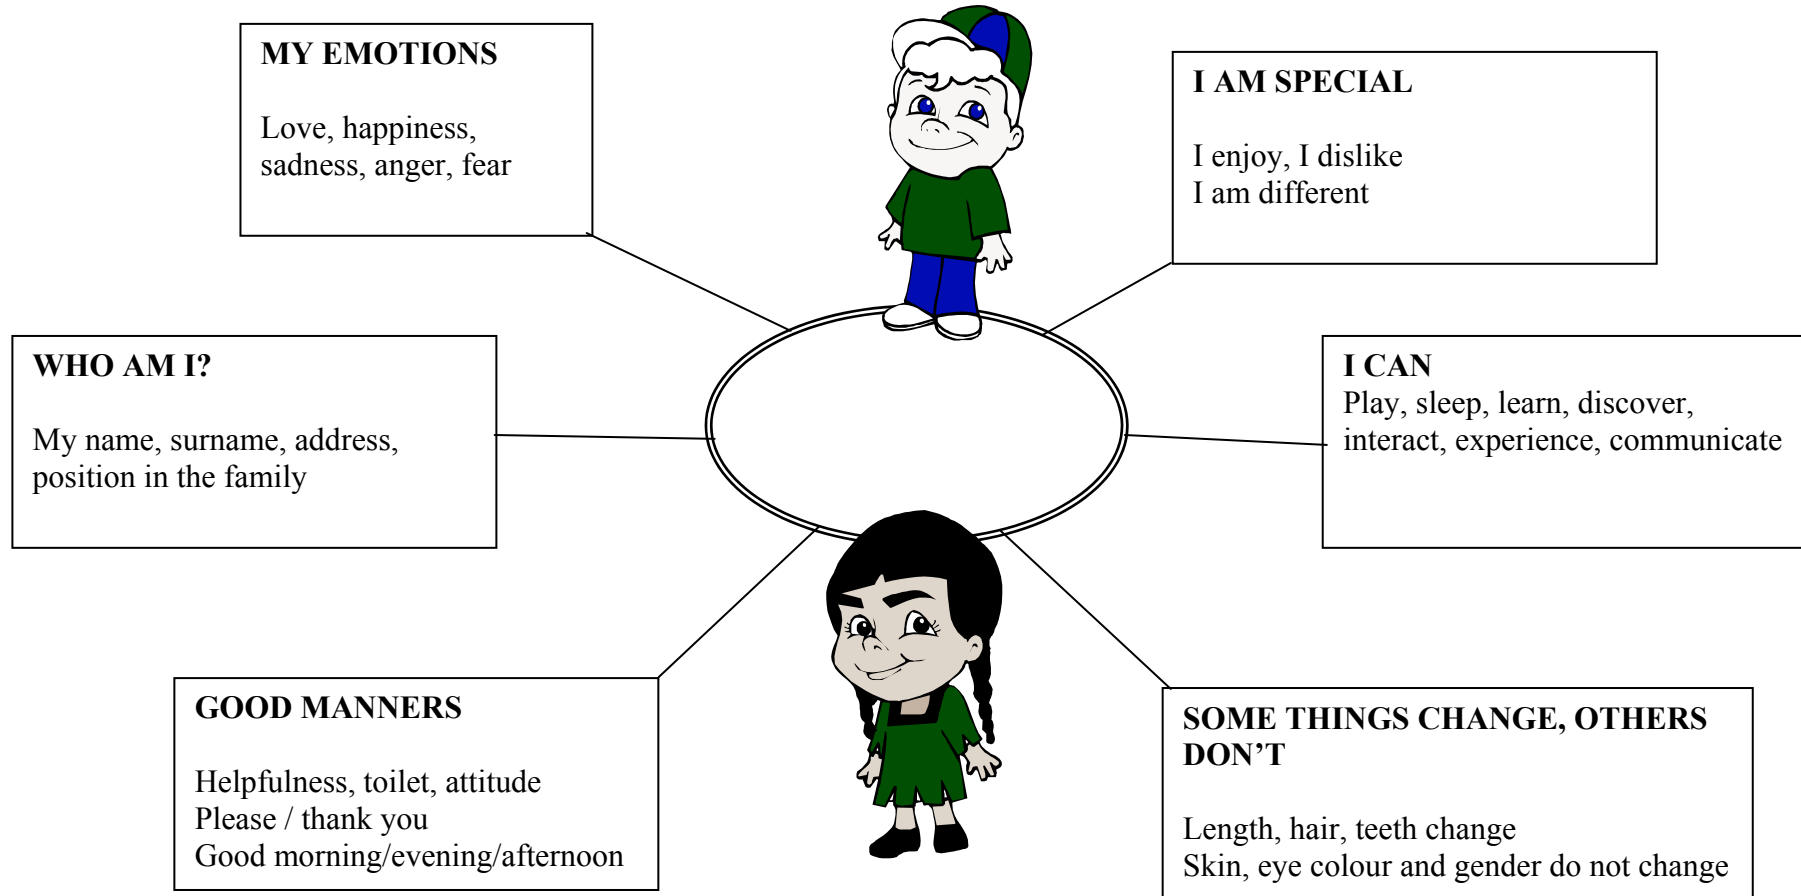 MY EMOTIONS
Love, happiness,
sadness, anger, fear
I AM SPECIAL
I enjoy, I dislike
I am different
WHO AM I?
My name, surname, address,
position in the family
I CAN
Play, sleep, learn, discover,
interact, experience, communicate
GOOD MANNERS
Helpfulness, toilet, attitude
Please / thank you
Good morning/evening/afternoon
SOME THINGS CHANGE, OTHERS
DON’T
Length, hair, teeth change
Skin, eye colour and gender do not change